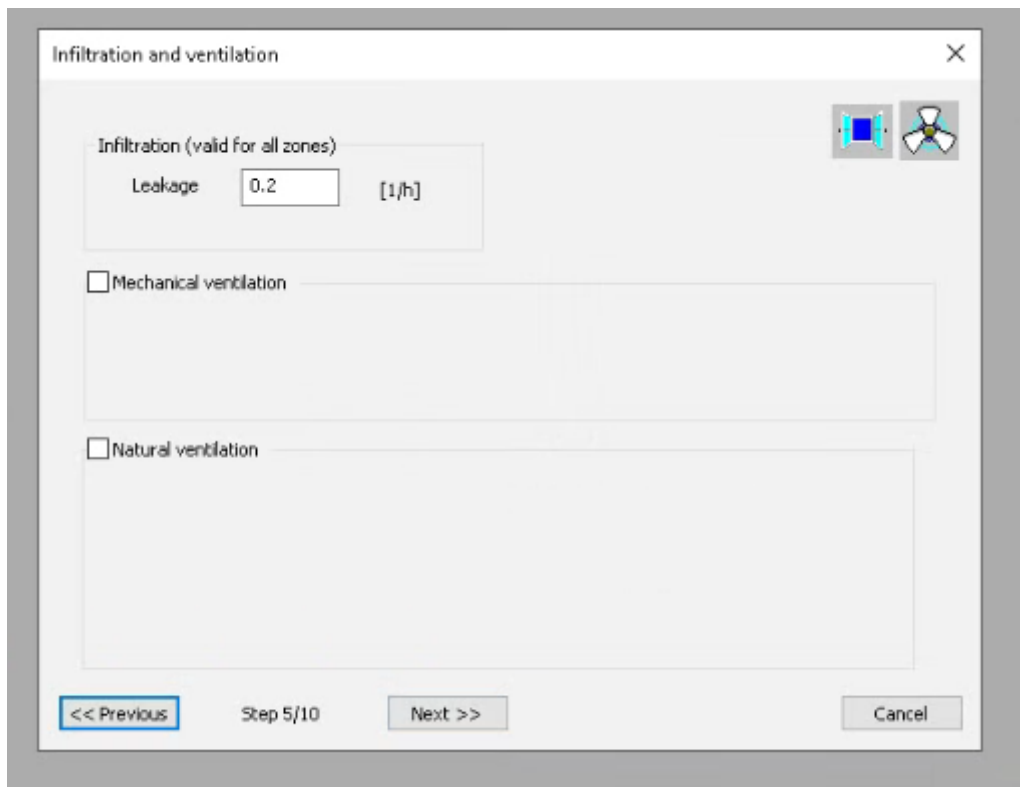 Infiltration and ventilation
Infiltration (valid for all zones)
Leakage 0.2 [1/h]
Mechanical ventilation
Natural ventilation
<< Previous Step 5/10 Next >> Cancel